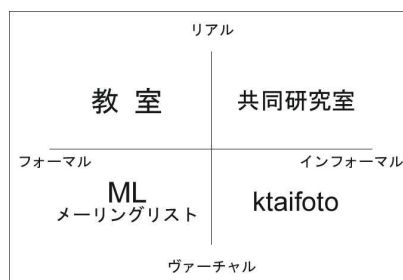 リアル
教 室
共同研究室
フォーマル
インフォーマル
ML
メーリングリスト
ktaifoto
ヴァーチャル